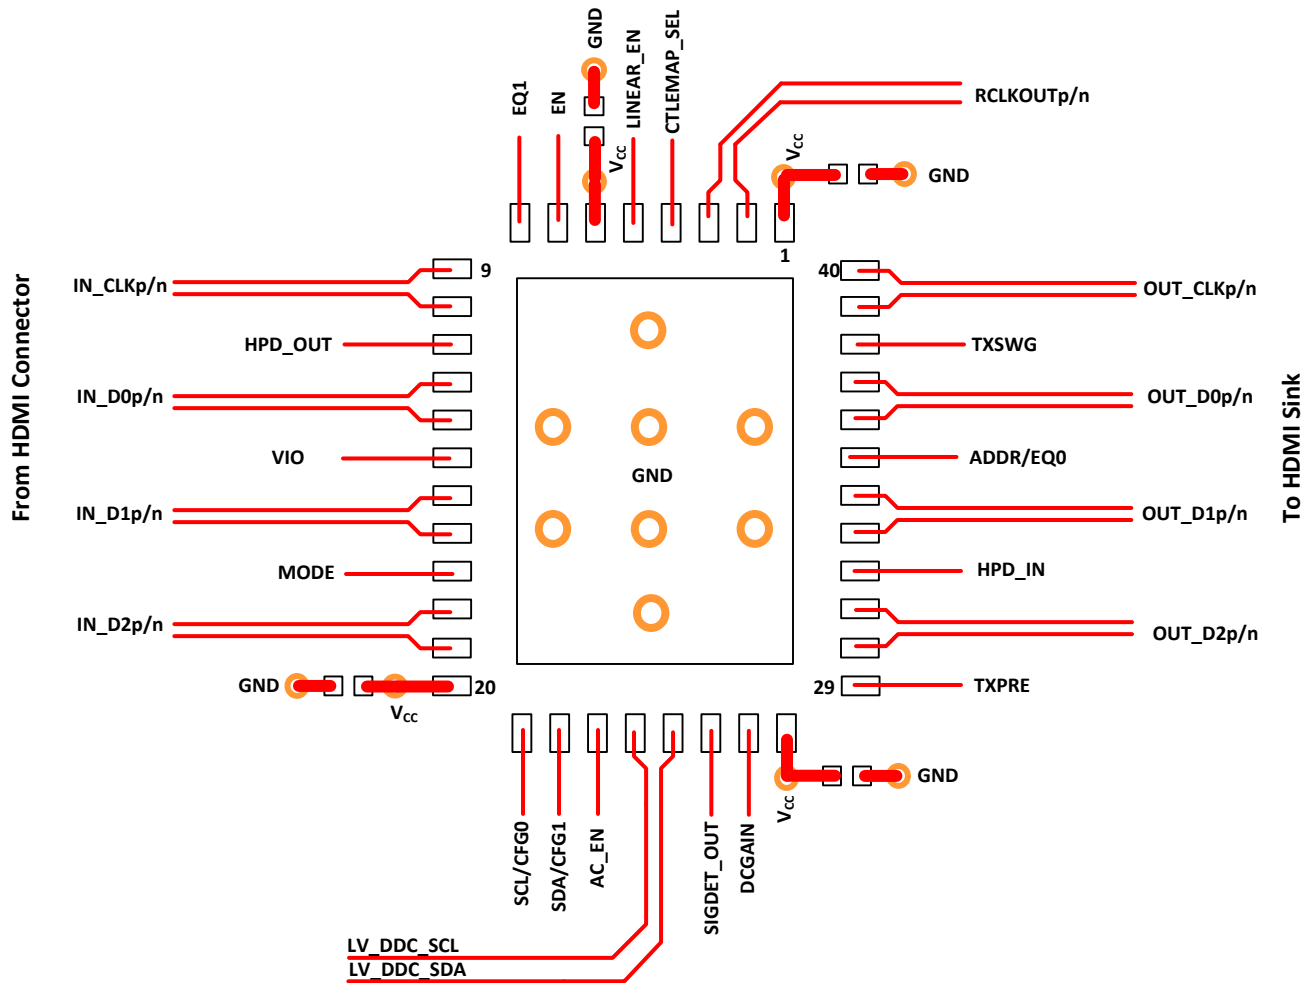 GND
EQ1
EN
LINEAR_EN
CTLEMAP_SEL
VCC
RCLKOUTp/n
VCC
GND
1
From HDMI Connector
IN_CLKp/n
9
40
OUT_CLKp/n
HPD_OUT
TXSWG
IN_D0p/n
OUT_D0p/n
To HDMI Sink
VIO
GND
ADDR/EQ0
IN_D1p/n
OUT_D1p/n
MODE
HPD_IN
IN_D2p/n
OUT_D2p/n
GND
VCC
20
29
TXPRE
GND
VCC
SCL/CFG0
SDA/CFG1
AC_EN
SIGDET_OUT
DCGAIN
LV_DDC_SCL
LV_DDC_SDA